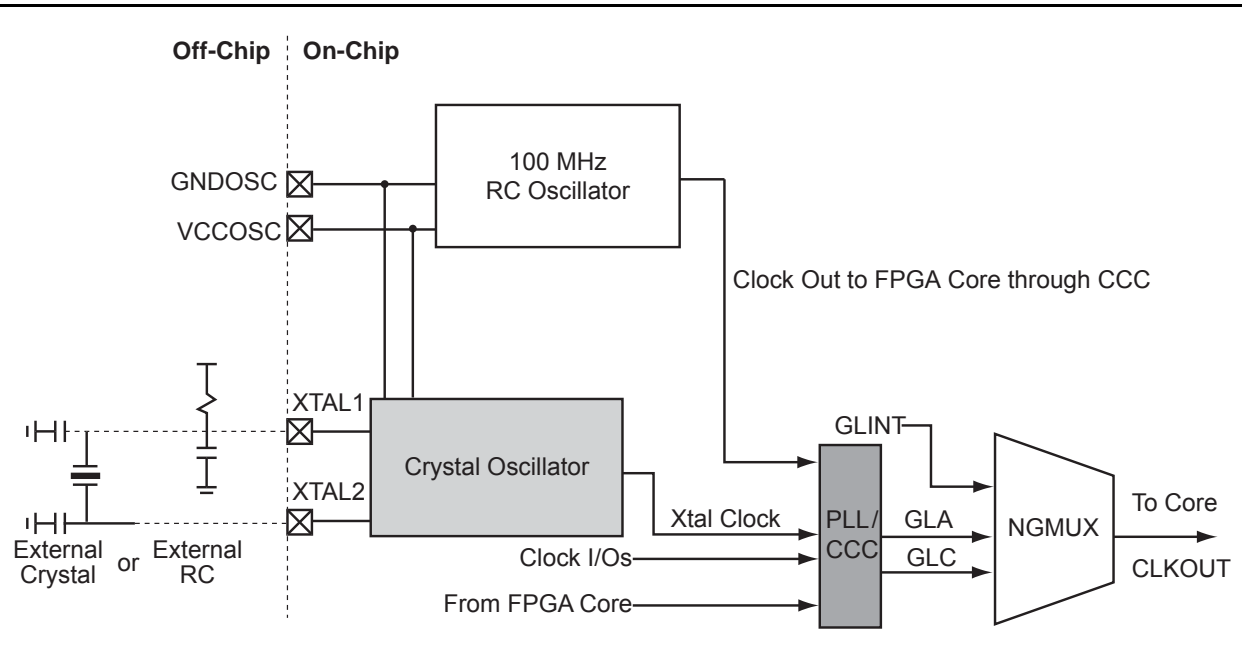 Off-Chip
On-Chip
100 MHz
RC Oscillator
GNDOSC
VCCOSC
Clock Out to FPGA Core through CCC
XTAL1
Crystal Oscillator
XTAL2
GLINT
Xtal Clock
PLL/
CCC
GLA
GLC
NGMUX
To Core
CLKOUT
Clock I/Os
From FPGA Core
External
Crystal
or
External
RC